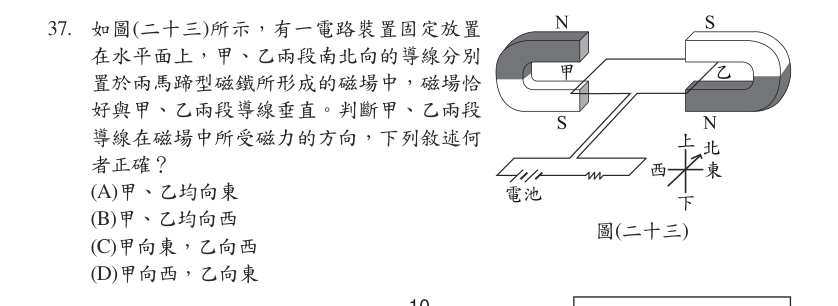 37. 如圖(二十三)所示，有一電路裝置固定放置
在水平面上，甲、乙兩段南北向的導線分別
置於兩馬蹄型磁鐵所形成的磁場中，磁場恰
好與甲、乙兩段導線垂直。判斷甲、乙兩段
導線在磁場中所受磁力的方向，下列敘述何
者正確？
(A)甲、乙均向東
(B)甲、乙均向西
(C)甲向東，乙向西
(D)甲向西，乙向東
N
S
甲
乙
S
N
上
北
西
東
下
電池
圖(二十三)